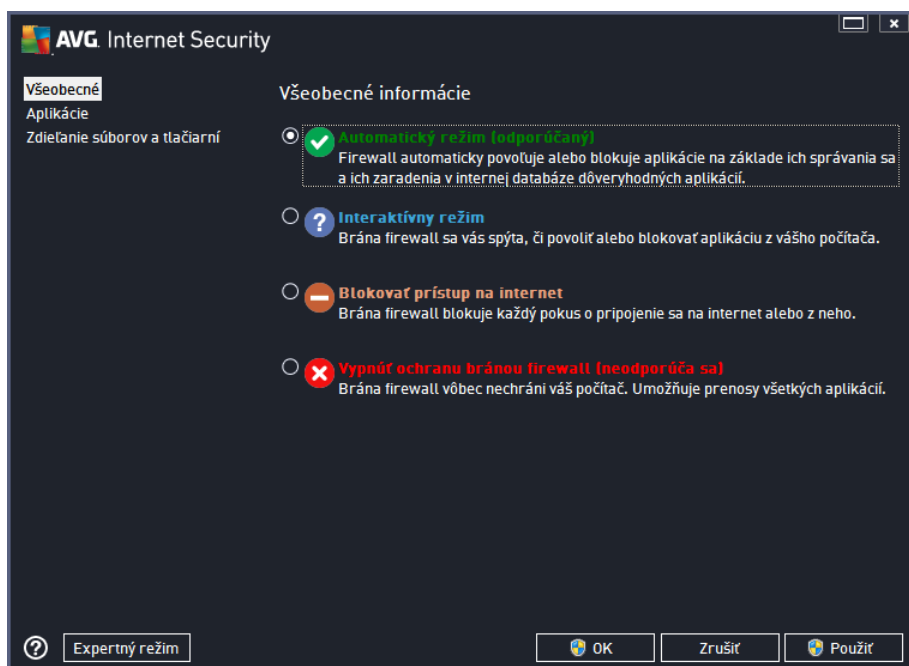 AVG. Internet Security
Všeobecné
Aplikácie
Zdieľanie súborov a tlačiarní
Všeobecné informácie
Automatický režim (odporúčaný)
Firewall automaticky povoľuje alebo blokuje aplikácie na základe ich správania sa
a ich zaradenia v internej databáze dôveryhodných aplikácií.
Interaktívny režim
Brána firewall sa vás spýta, či povoliť alebo blokovať aplikáciu z vášho počítača.
Blokovať prístup na internet
Brána firewall blokuje každý pokus o pripojenie sa na internet alebo z neho.
Vypnúť ochranu bránou firewall (neodporúča sa)
Brána firewall vôbec nechráni váš počítač. Umožňuje prenosy všetkých aplikácií.
Expertný režim
OK
Zrušiť
Použiť